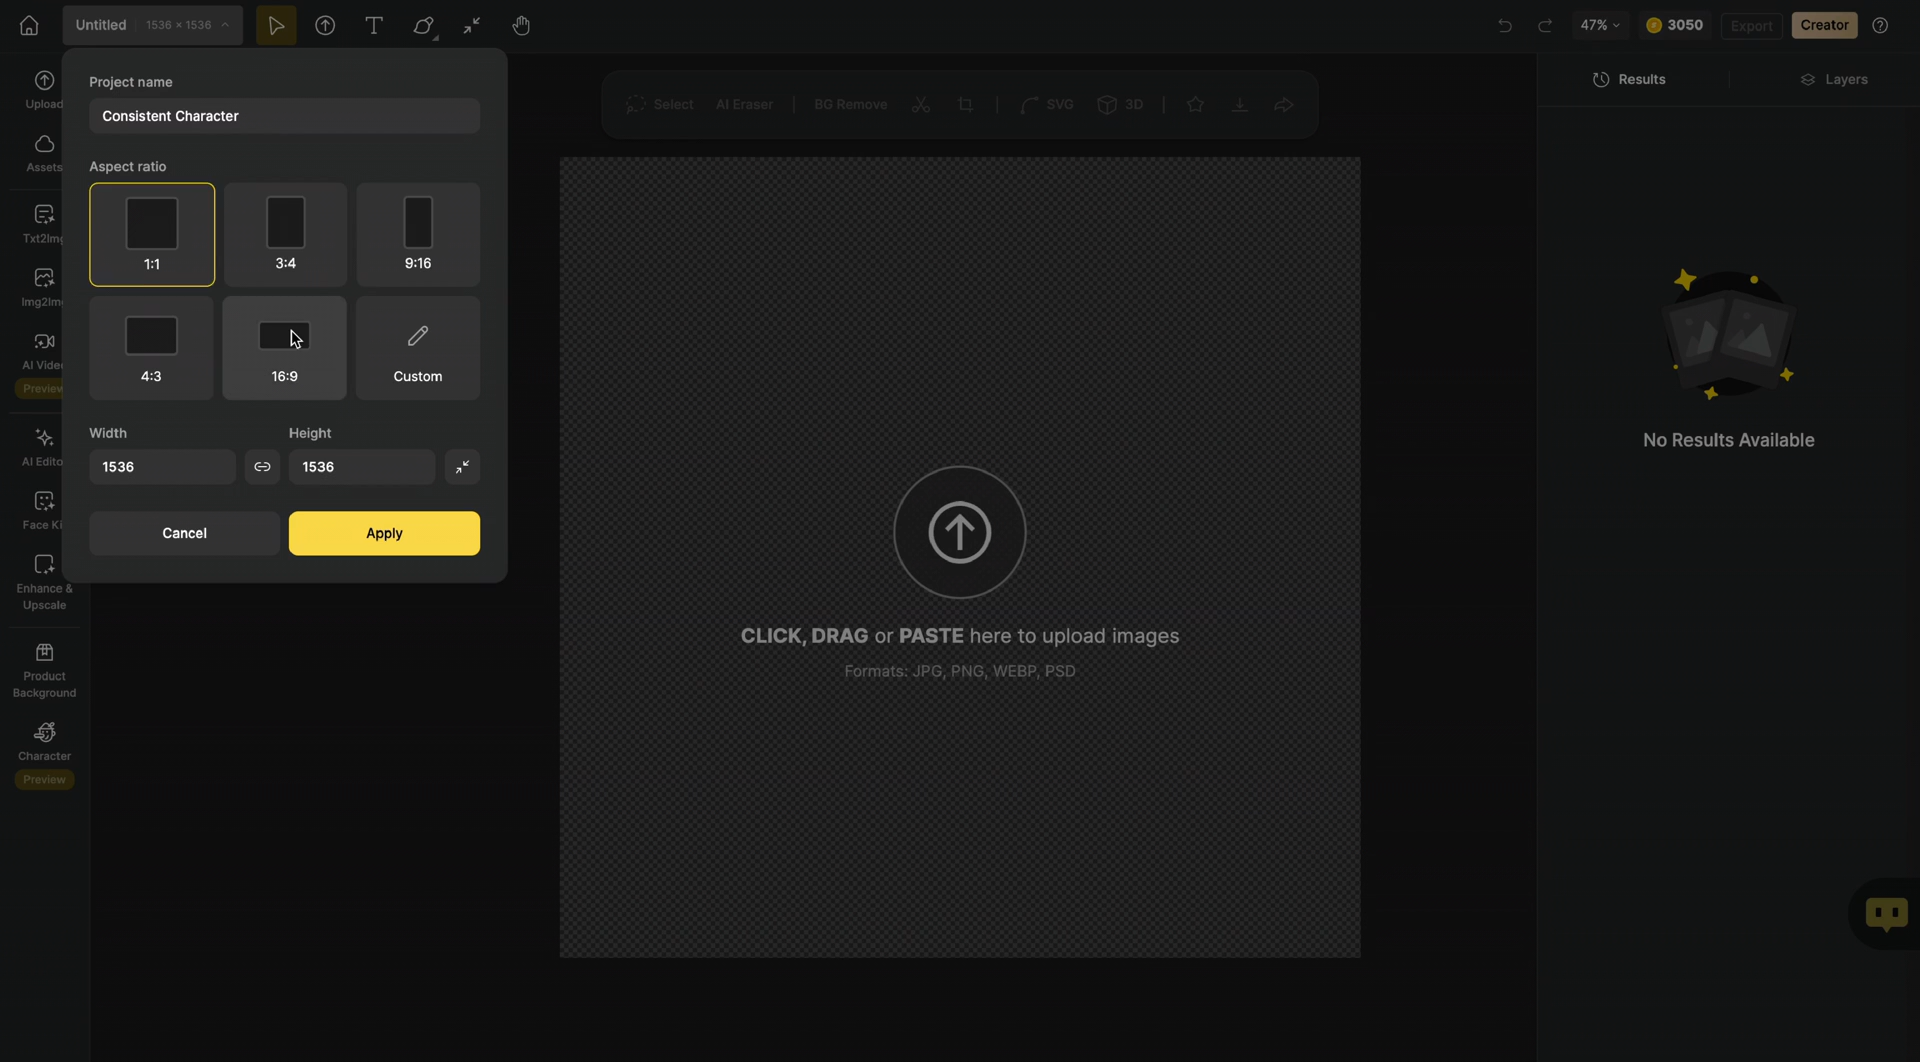 Untitled 1536 × 1536
47%
3050
Export
Creator
Project name
Consistent Character
Aspect ratio
1:1
3:4
9:16
4:3
16:9
Custom
Width
Height
1536
1536
Cancel
Apply
Upload
Assets
Txt2Img
Img2Im
AI Vide
Preview
AI Edito
Face Ki
Enhance &
Upscale
Product
Background
Character
Preview
Select
AI Eraser
BG Remove
SVG
3D
CLICK, DRAG or PASTE here to upload images
Formats: JPG, PNG, WEBP, PSD
Results
Layers
No Results Available